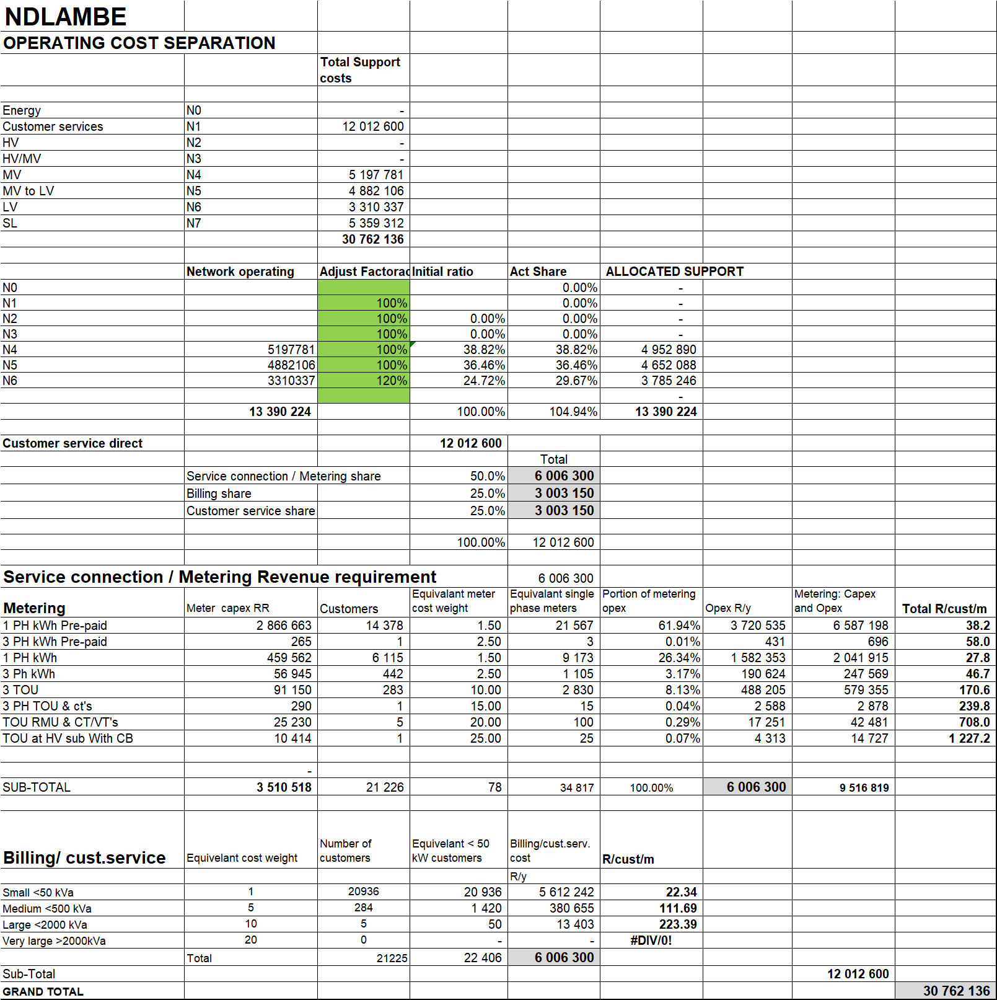 NDLAMBE
OPERATING COST SEPARATION
Total Support
costs
Energy N0 -
Customer services N1 12 012 600
HV N2 -
HV/MV N3 -
MV N4 5 197 781
MV to LV N5 4 882 106
LV N6 3 310 337
SL N7 5 359 312
30 762 136
Network operating Adjust Factorac Initial ratio Act Share ALLOCATED SUPPORT
N0 0.00% -
N1 100% 0.00% -
N2 100% 0.00% 0.00% -
N3 100% 0.00% 0.00% -
N4 5197781 100% 38.82% 38.82% 4 952 890
N5 4882106 100% 36.46% 36.46% 4 652 088
N6 3310337 120% 24.72% 29.67% 3 785 246
-
13 390 224 100.00% 104.94% 13 390 224
Customer service direct 12 012 600
Total
Service connection / Metering share 50.0% 6 006 300
Billing share 25.0% 3 003 150
Customer service share 25.0% 3 003 150
100.00% 12 012 600
Service connection / Metering Revenue requirement 6 006 300
Equivalant meter Equivalant single Portion of metering Metering: Capex
Metering Meter capex RR Customers cost weight phase meters opex Opex R/y and Opex Total R/cust/m
1 PH kWh Pre-paid 2 866 663 14 378 1.50 21 567 61.94% 3 720 535 6 587 198 38.2
3 PH kWh Pre-paid 265 1 2.50 3 0.01% 431 696 58.0
1 PH kWh 459 562 6 115 1.50 9 173 26.34% 1 582 353 2 041 915 27.8
3 Ph kWh 56 945 442 2.50 1 105 3.17% 190 624 247 569 46.7
3 TOU 91 150 283 10.00 2 830 8.13% 488 205 579 355 170.6
3 PH TOU & ct's 290 1 15.00 15 0.04% 2 588 2 878 239.8
TOU RMU & CT/VT's 25 230 5 20.00 100 0.29% 17 251 42 481 708.0
TOU at HV sub With CB 10 414 1 25.00 25 0.07% 4 313 14 727 1 227.2
-
SUB-TOTAL 3 510 518 21 226 78 34 817 100.00% 6 006 300 9 516 819
Number of Equivelant < 50 Billing/cust.serv.
Billing/ cust.service Equivelant cost weight customers kW customers cost R/cust/m
R/y
Small <50 kVa 1 20936 20 936 5 612 242 22.34
Medium <500 kVa 5 284 1 420 380 655 111.69
Large <2000 kVa 10 5 50 13 403 223.39
Very large >2000kVa 20 0 - - #DIV/0!
Total 21225 22 406 6 006 300
Sub-Total 12 012 600
GRAND TOTAL 30 762 136